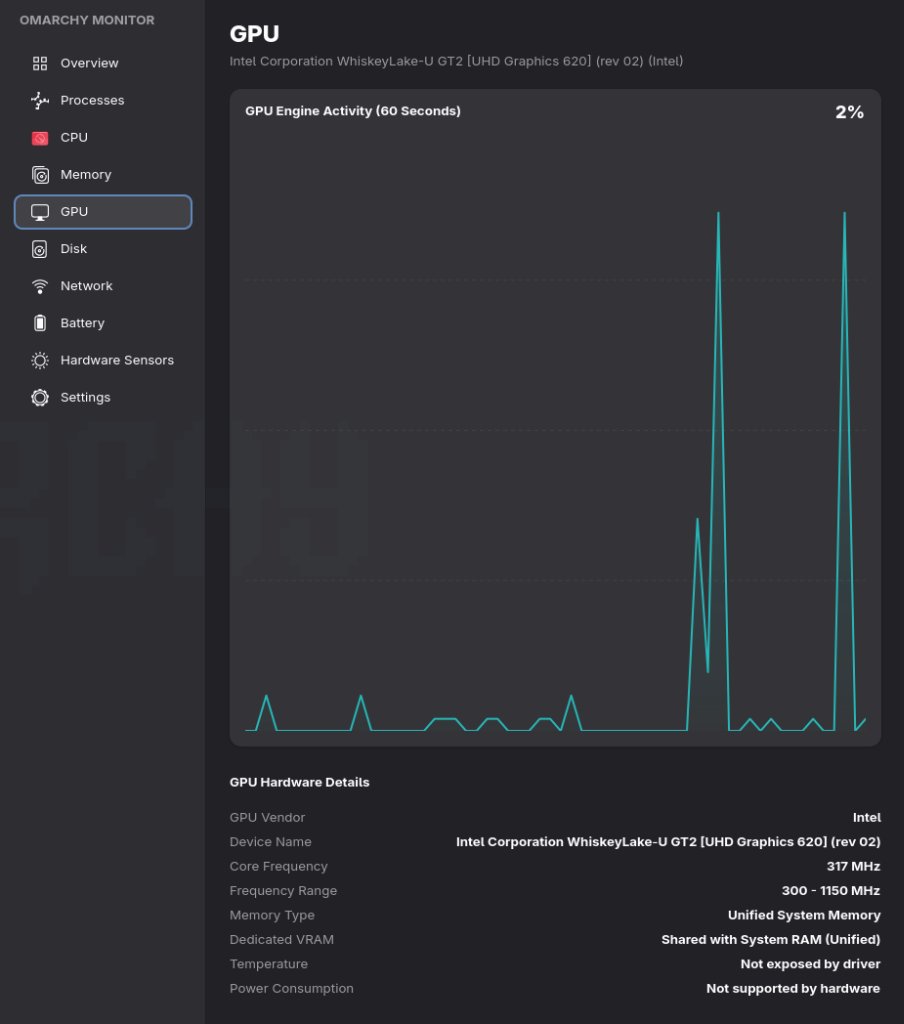 OMARCHY MONITOR
Overview
Processes
CPU
Memory
GPU
Disk
Network
Battery
Hardware Sensors
Settings
GPU
Intel Corporation WhiskeyLake-U GT2 [UHD Graphics 620] (rev 02) (Intel)
GPU Engine Activity (60 Seconds) 2%
GPU Hardware Details
GPU Vendor Intel
Device Name Intel Corporation WhiskeyLake-U GT2 [UHD Graphics 620] (rev 02)
Core Frequency 317 MHz
Frequency Range 300 - 1150 MHz
Memory Type Unified System Memory
Dedicated VRAM Shared with System RAM (Unified)
Temperature Not exposed by driver
Power Consumption Not supported by hardware